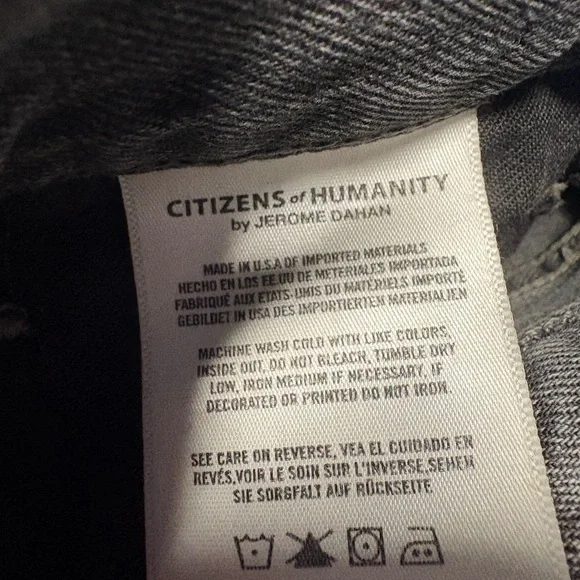 CITIZENS of HUMANITY
by JEROME DAHAN
MADE IN U.S.A OF IMPORTED MATERIALS
HECHO EN LOS EE.UU DE METERIALES IMPORTADA
FABRIQUÉ AUX ETATS-UNIS DU MATÉRIELS IMPORTÉ
GEBILDET IN USA DES IMPORTIERTEN MATERIALIEN
MACHINE WASH COLD WITH LIKE COLORS,
INSIDE OUT, DO NOT BLEACH, TUMBLE DRY
LOW, IRON MEDIUM IF NECESSARY, IF
DECORATED OR PRINTED DO NOT IRON.
SEE CARE ON REVERSE, VEA EL CUIDADO EN
REVÉS,VOIR LE SOIN SUR L'INVERSE,SEHEN
SIE SORGFALT AUF RÜCKSEITE.